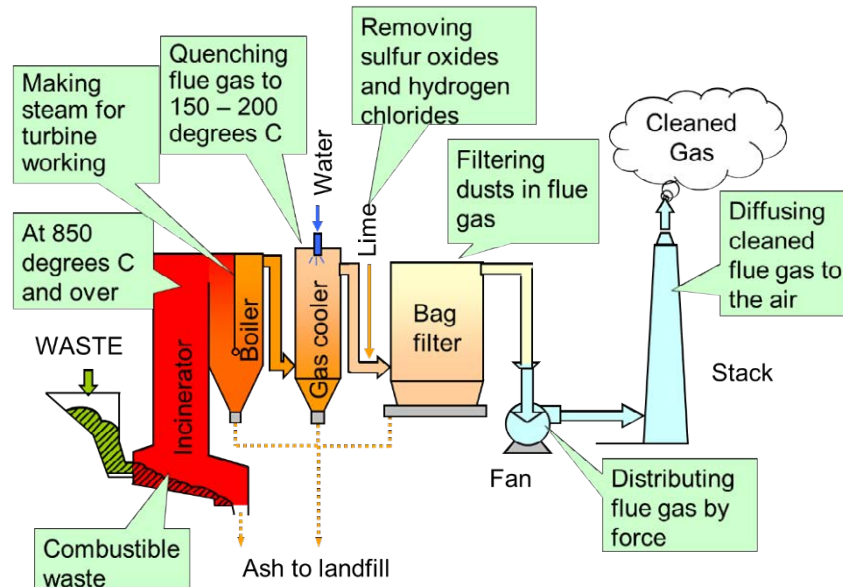 Removing
sulfur oxides
and hydrogen
chlorides
Quenching
flue gas to
150 – 200
degrees C
Making
steam for
turbine
working
Cleaned
Gas
Water
Filtering
dusts in flue
gas
Lime
Diffusing
cleaned
flue gas to
the air
At 850
degrees C
and over
WASTE
Incinerator
Boiler
Gas cooler
Bag
filter
Stack
Fan
Distributing
flue gas by
force
Combustible
waste
Ash to landfill